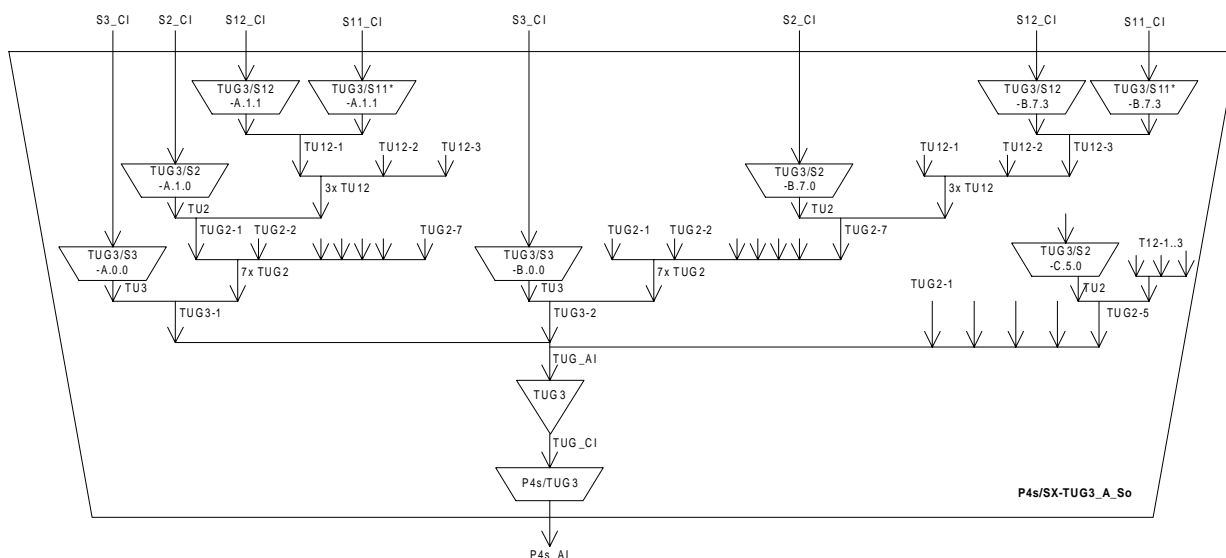 S3_CI
S2_CI
S12_CI
S11_CI
S3_CI
S2_CI
S12_CI
S11_CI
TUG3/S12
-A.1.1
TUG3/S11*
-A.1.1
TUG3/S12
-B.7.3
TUG3/S11*
-B.7.3
TU12-1
TU12-2
TU12-3
TU12-1
TU12-2
TU12-3
TUG3/S2
-A.1.0
3x TU12
TUG3/S2
-B.7.0
3x TU12
TU2
TU2
TUG2-1
TUG2-2
TUG2-7
TUG2-1
TUG2-2
TUG2-7
TUG3/S3
-A.0.0
7x TUG2
TUG3/S3
-B.0.0
7x TUG2
TUG3/S2
-C.5.0
T12-1..3
TU3
TU3
TUG2-1
TU2
TUG3-1
TUG3-2
TUG2-5
TUG_AI
TUG3
TUG_CI
P4s/TUG3
P4s/SX-TUG3_A_So
P4s_AI